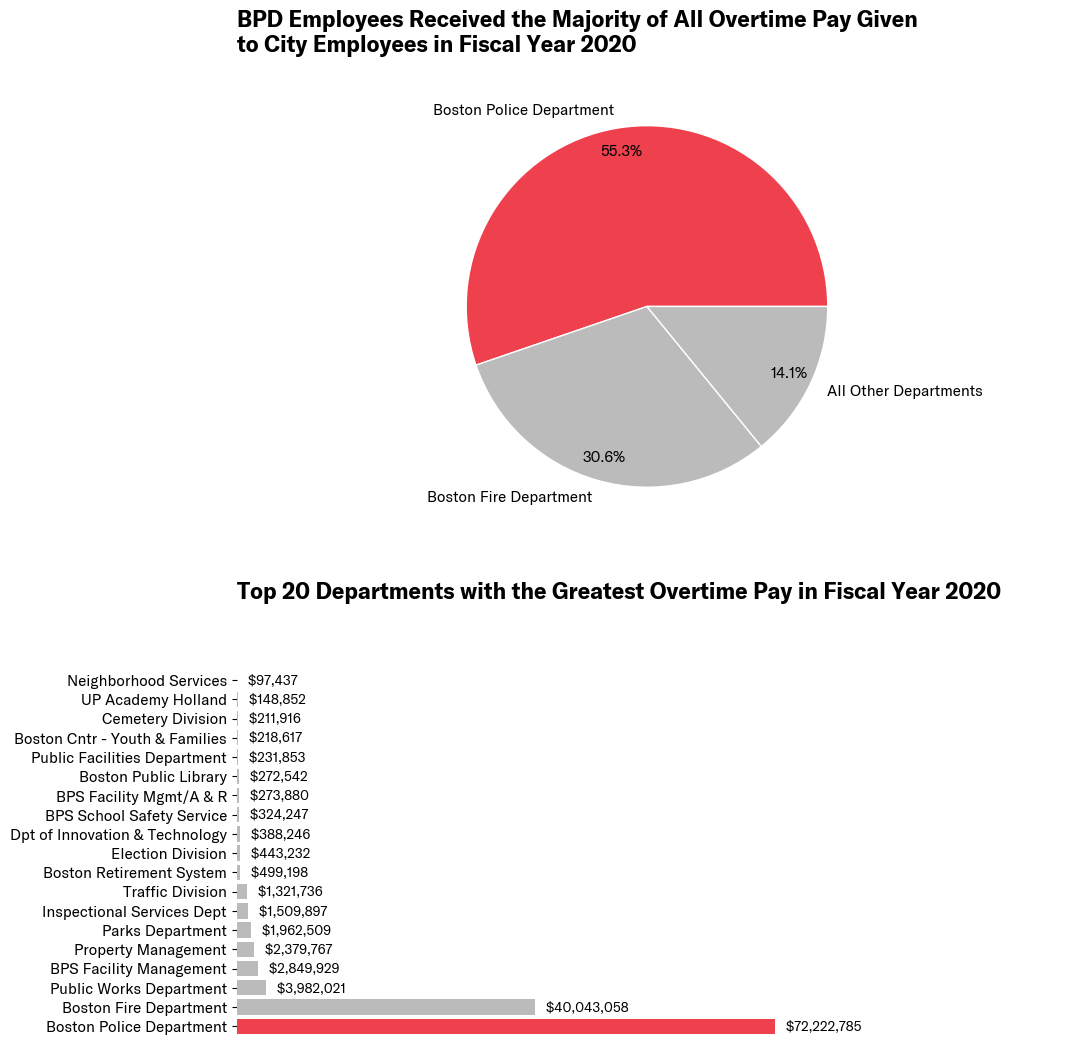 BPD Employees Received the Majority of All Overtime Pay Given
to City Employees in Fiscal Year 2020
Boston Police Department
55.3%
14.1%
All Other Departments
30.6%
Boston Fire Department
Top 20 Departments with the Greatest Overtime Pay in Fiscal Year 2020
Neighborhood Services $97,437
UP Academy Holland $148,852
Cemetery Division $211,916
Boston Cntr - Youth & Families $218,617
Public Facilities Department $231,853
Boston Public Library $272,542
BPS Facility Mgmt/A & R $273,880
BPS School Safety Service $324,247
Dpt of Innovation & Technology $388,246
Election Division $443,232
Boston Retirement System $499,198
Traffic Division $1,321,736
Inspectional Services Dept $1,509,897
Parks Department $1,962,509
Property Management $2,379,767
BPS Facility Management $2,849,929
Public Works Department $3,982,021
Boston Fire Department $40,043,058
Boston Police Department $72,222,785